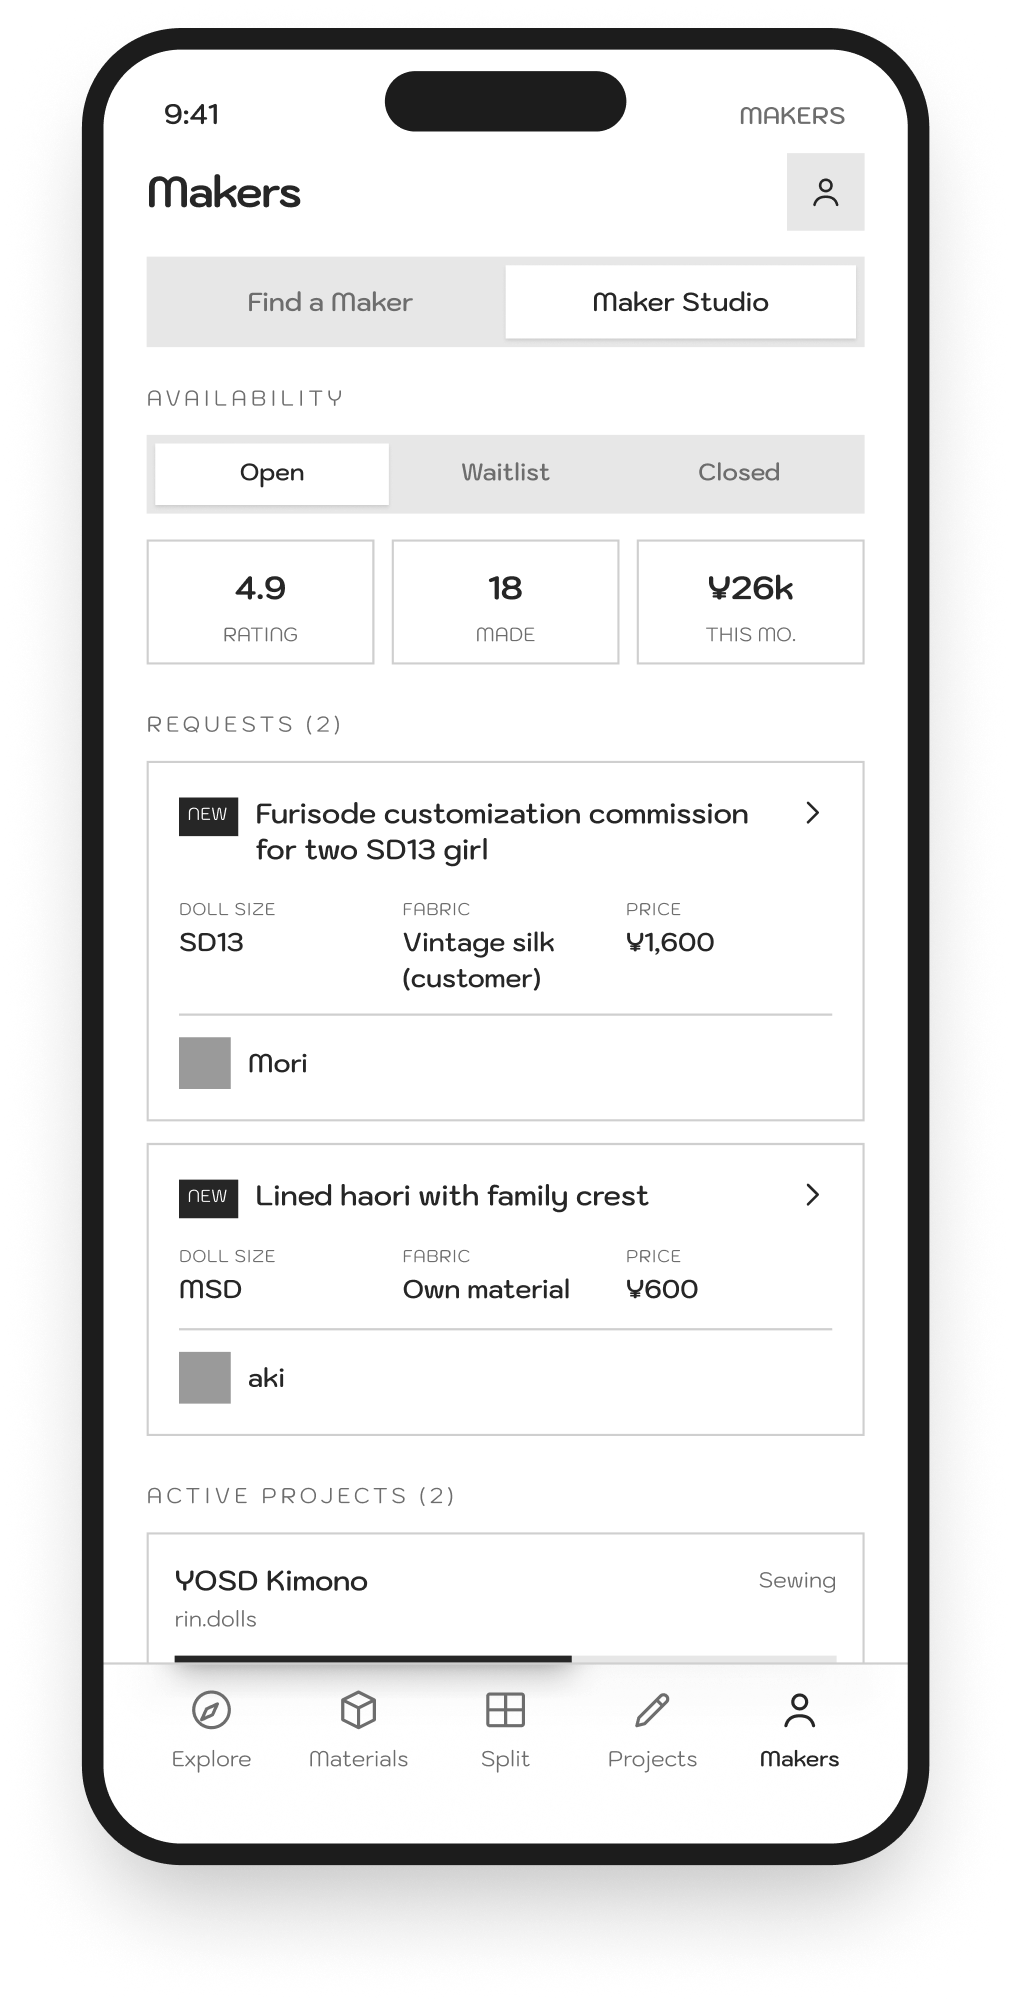 9:41
MAKERS
Makers
Find a Maker
Maker Studio
AVAILABILITY
Open
Waitlist
Closed
4.9
RATING
18
MADE
¥26k
THIS MO.
REQUESTS (2)
NEW
Furisode customization commission
for two SD13 girl
DOLL SIZE
SD13
FABRIC
Vintage silk
(customer)
PRICE
¥1,600
Mori
NEW
Lined haori with family crest
DOLL SIZE
MSD
FABRIC
Own material
PRICE
¥600
aki
ACTIVE PROJECTS (2)
YOSD Kimono
Sewing
rin.dolls
Explore
Materials
Split
Projects
Makers